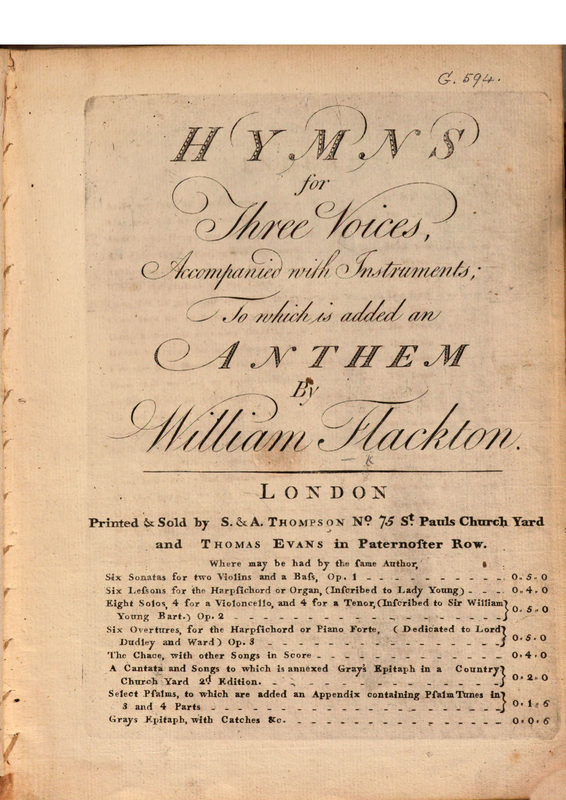 G. 594.
HYMNS
for
Three Voices,
Accompanied with Instruments;
To which is added an
ANTHEM
By
William Flackton.
LONDON
Printed & Sold by S. & A. THOMPSON No. 75 St. Pauls Church Yard
and THOMAS EVANS in Paternoſter Row.
Where may be had by the ſame Author,
Six Sonatas for two Violins and a Baſs, Op. 1 - - - - - - - - - - - - - - 0.5.0
Six Leſsons for the Harpſichord or Organ, (Inſcribed to Lady Young) - - - - 0.4.0
Eight Solos, 4 for a Violoncello, and 4 for a Tenor, (Inſcribed to Sir William
Young Bart.) Op. 2 - - - - - - - - - - - - - - - - - - - - - - - - } 0.5.0
Six Overtures, for the Harpſichord or Piano Forte, (Dedicated to Lord
Dudley and Ward) Op. 3 - - - - - - - - - - - - - - - - - - - - - - } 0.5.0
The Chace, with other Songs in Score - - - - - - - - - - - - - - - - - - 0.4.0
A Cantata and Songs to which is annexed Grays Epitaph in a Country
Church Yard 2d. Edition. - - - - - - - - - - - - - - - - - - - - - } 0.2.0
Select Pſalms, to which are added an Appendix containing Pſalm Tunes in
3 and 4 Parts - - - - - - - - - - - - - - - - - - - - - - - - - - - } 0.1.6
Grays Epitaph, with Catches &c. - - - - - - - - - - - - - - - - - - - - 0.0.6